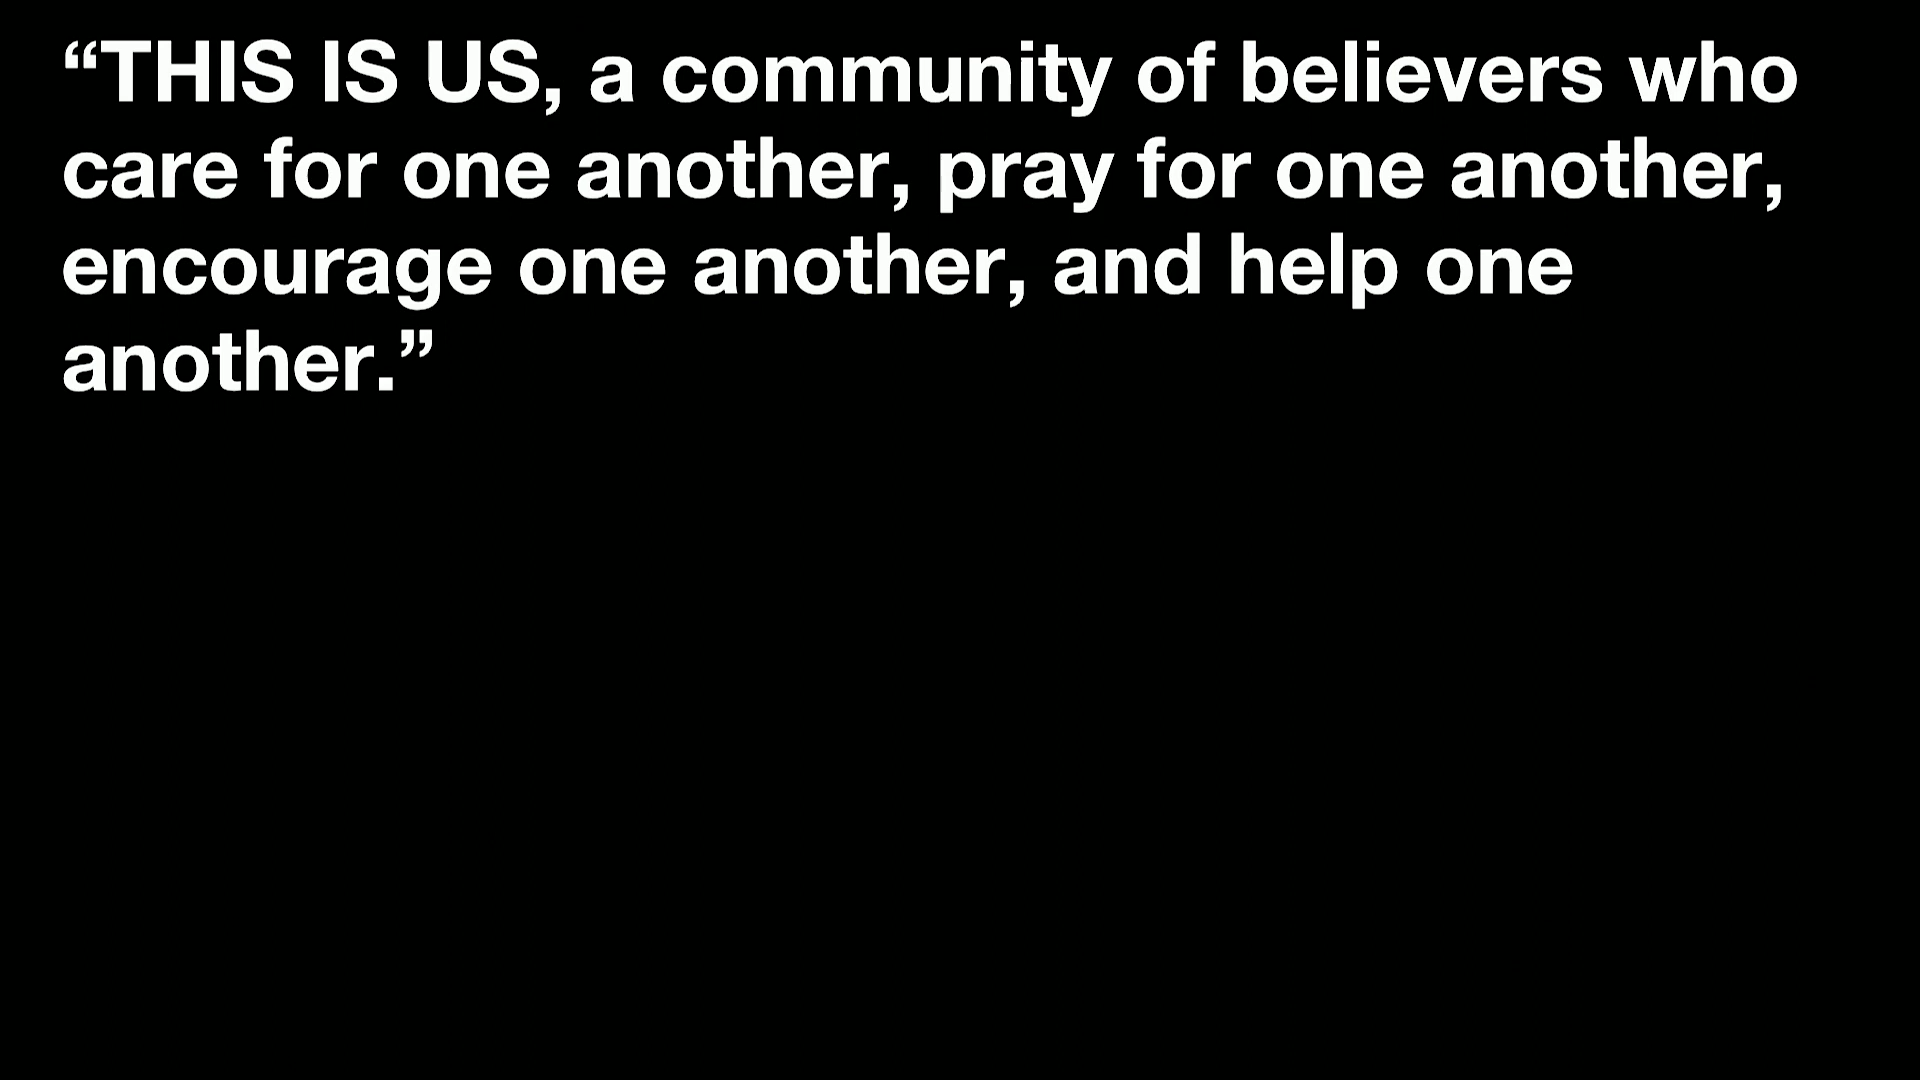 “THIS IS US, a community of believers who
care for one another, pray for one another,
encourage one another, and help one
another.”